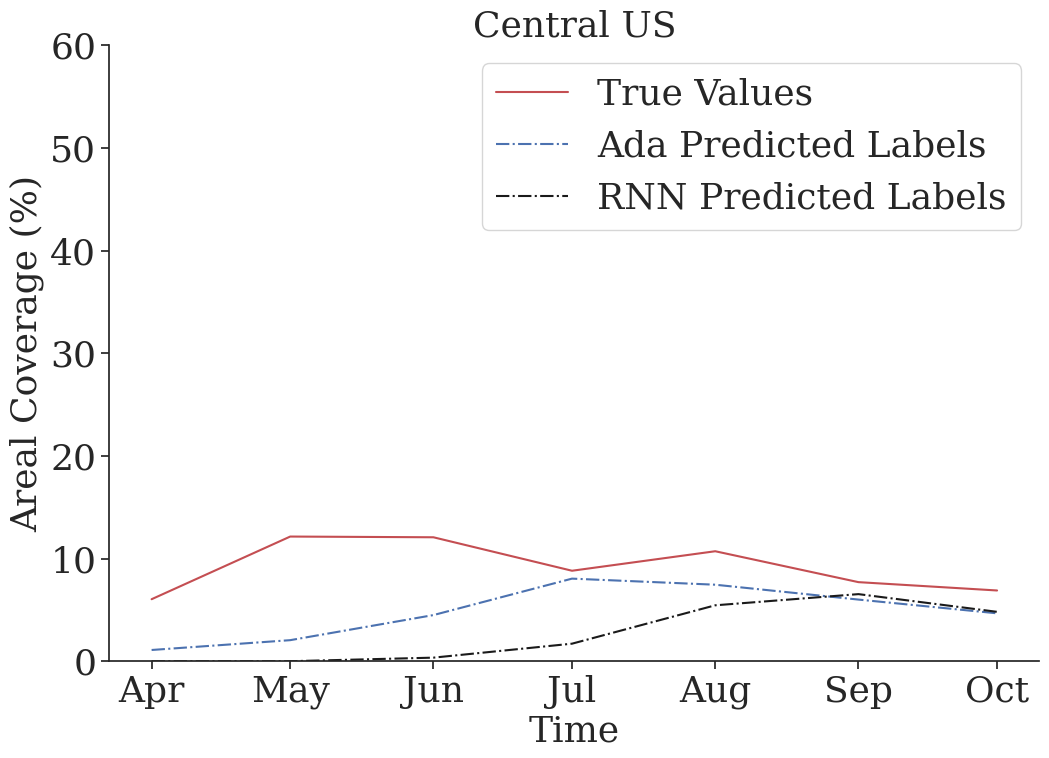 Central US
True Values
Ada Predicted Labels
RNN Predicted Labels
Areal Coverage (%)
60
50
40
30
20
10
0
Apr May Jun Jul Aug Sep Oct
Time